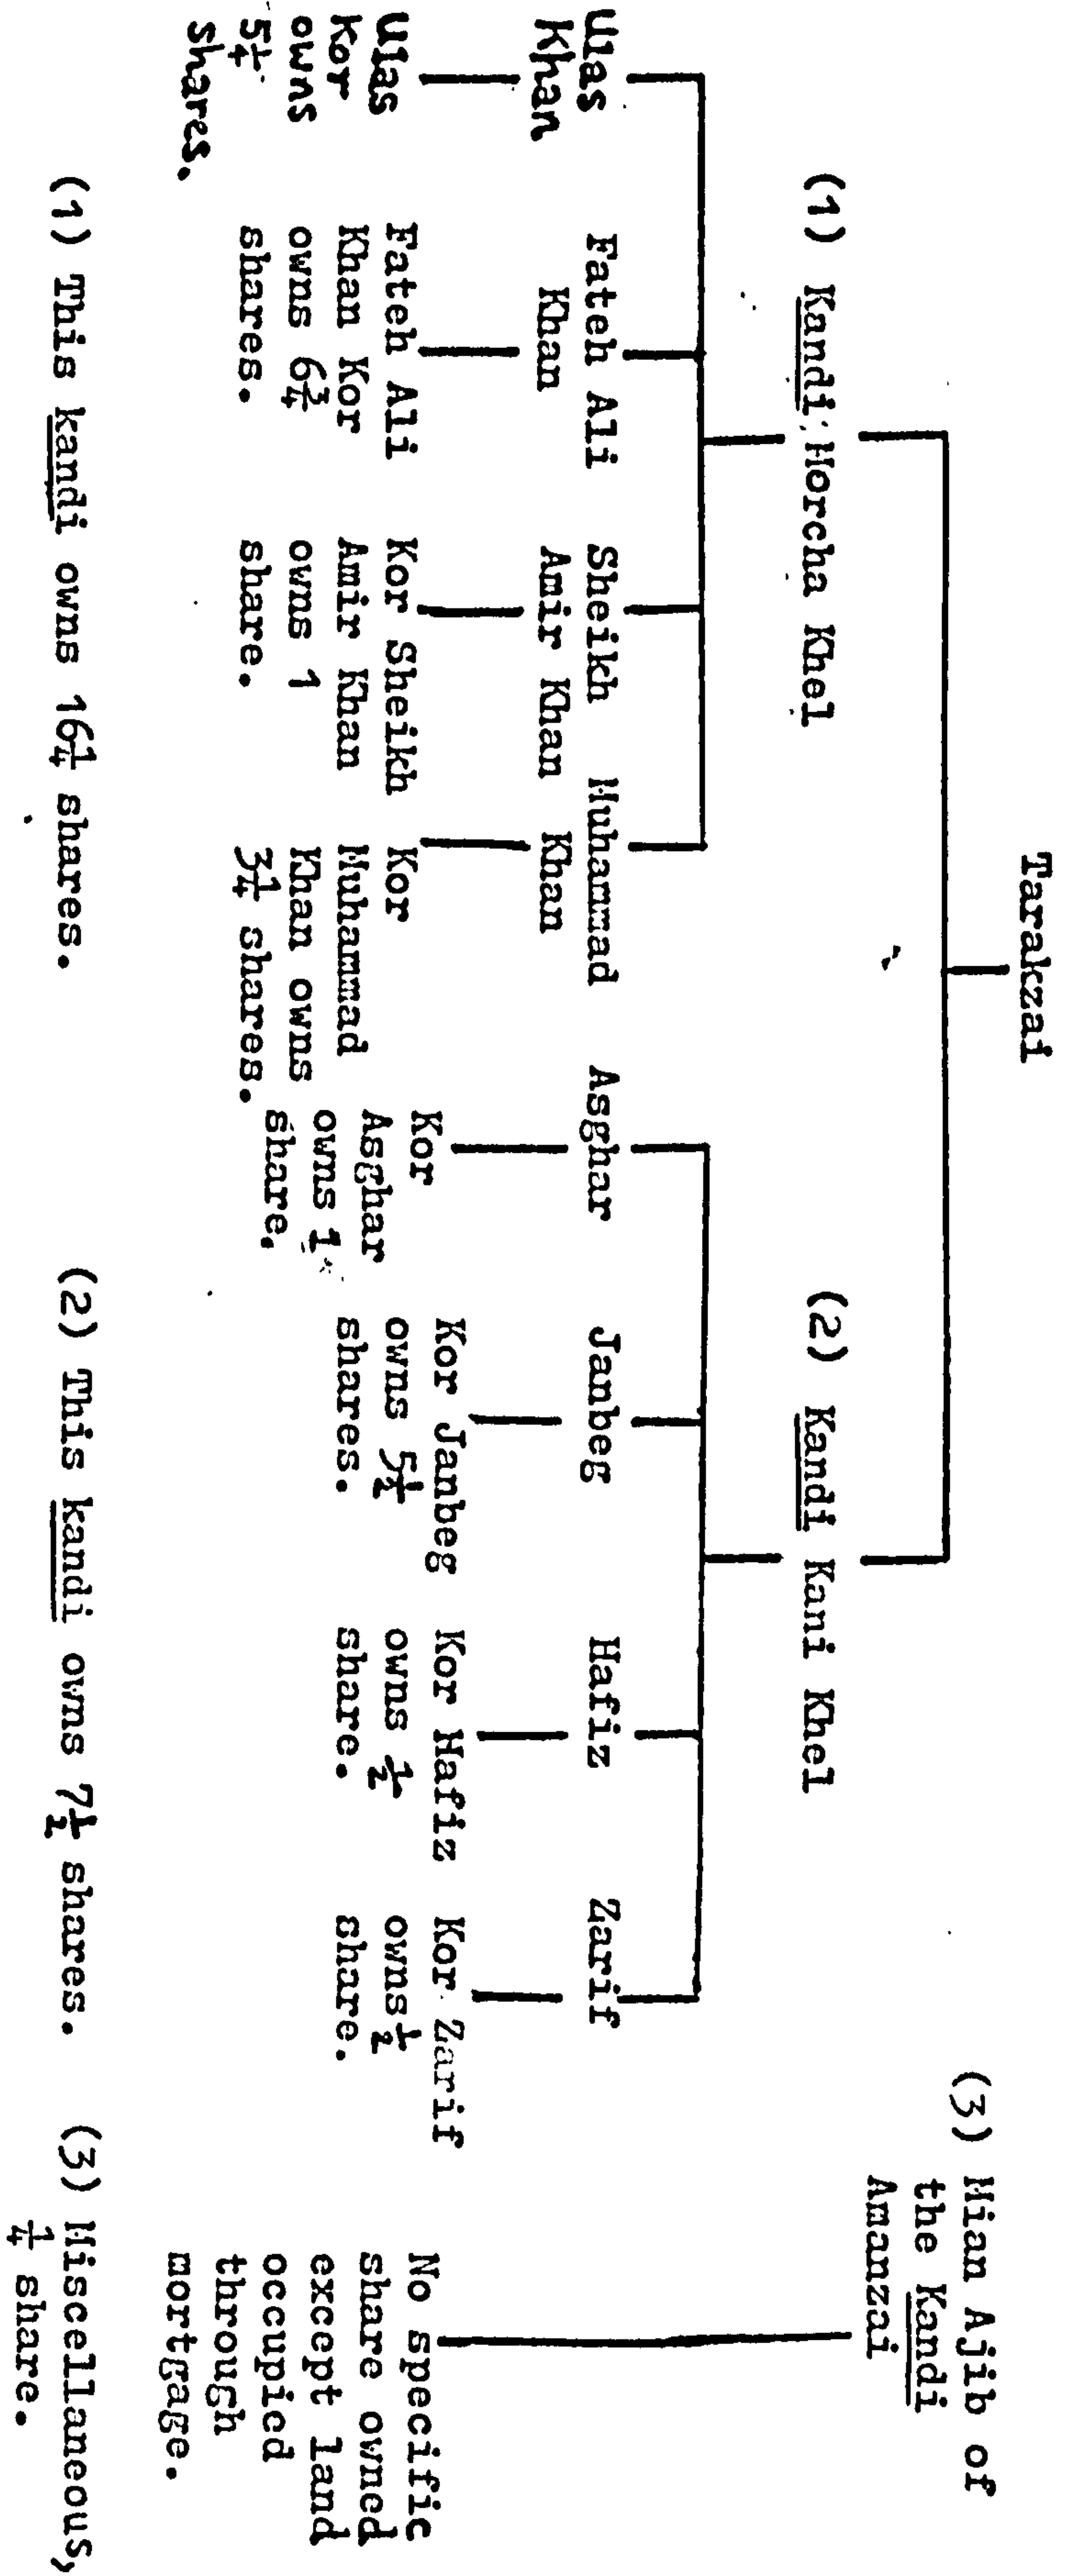 Tarakzai
(1) Kandi Morcha Khel
(2) Kandi Kani Khel
(3) Mian Ajib of
the Kandi
Amanzai
Ulas
Khan
Fateh Ali
Khan
Sheikh
Amir Khan
Muhammad
Khan
Asghar
Janbeg
Hafiz
Zarif
Ulas
Kor
owns
5¼
shares.
Fateh Ali
Khan Kor
owns 6¾
shares.
Kor Sheikh
Amir Khan
owns 1
share.
Kor
Muhammad
Khan owns
3¼ shares.
Kor
Asghar
owns 1
share.
Kor Janbeg
owns 5½
shares.
Kor Hafiz
owns ½
share.
Kor Zarif
owns ½
share.
No specific
share owned
except land
occupied
through
mortgage.
(1) This kandi owns 16¼ shares.
(2) This kandi owns 7½ shares.
(3) Miscellaneous,
¼ share.